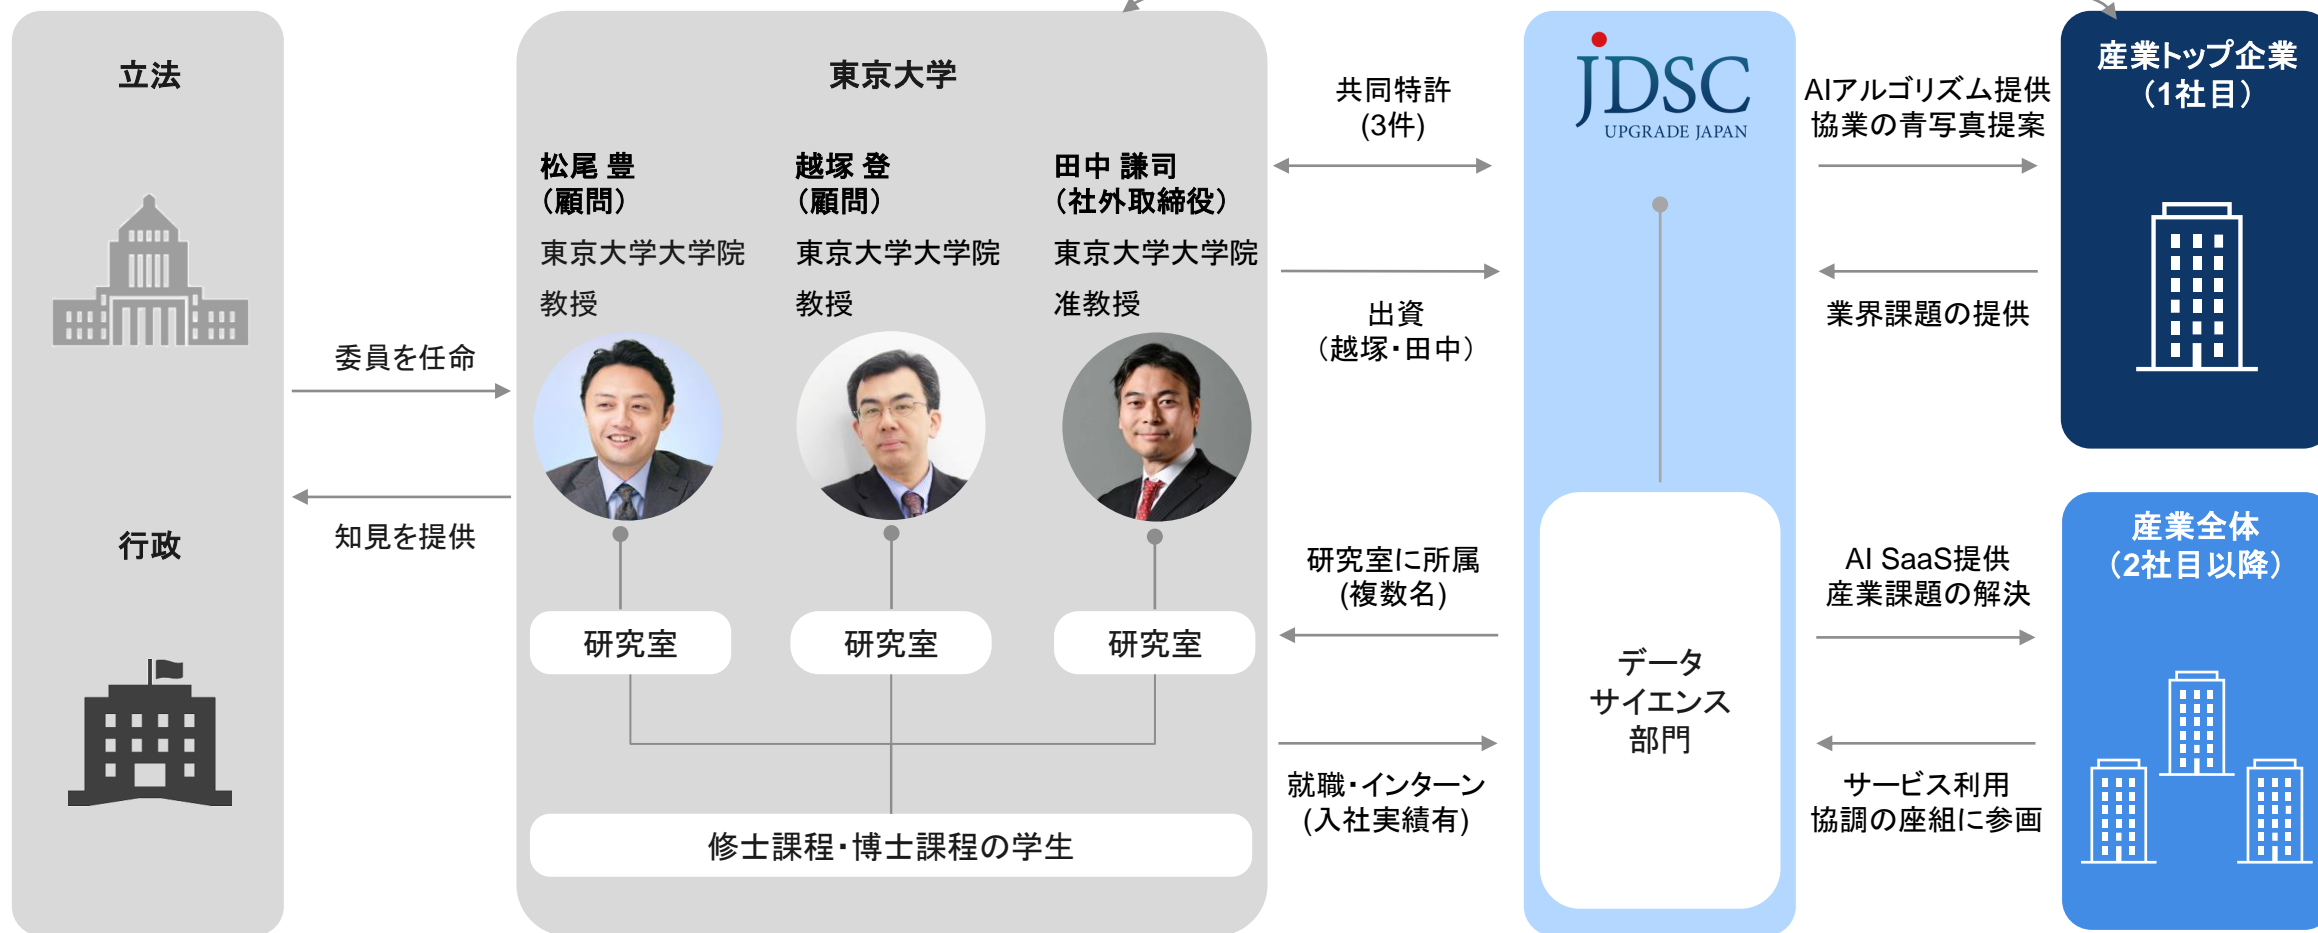 立法
行政
委員を任命
知見を提供
東京大学
松尾 豊
（顧問）
東京大学大学院
教授
越塚 登
（顧問）
東京大学大学院
教授
田中 謙司
（社外取締役）
東京大学大学院
准教授
研究室
研究室
研究室
修士課程・博士課程の学生
共同特許
(3件)
出資
（越塚・田中）
研究室に所属
(複数名)
就職・インターン
(入社実績有)
JDSC
UPGRADE JAPAN
データ
サイエンス
部門
AIアルゴリズム提供
協業の青写真提案
業界課題の提供
AI SaaS提供
産業課題の解決
サービス利用
協調の座組に参画
産業トップ企業
（1社目）
産業全体
（2社目以降）